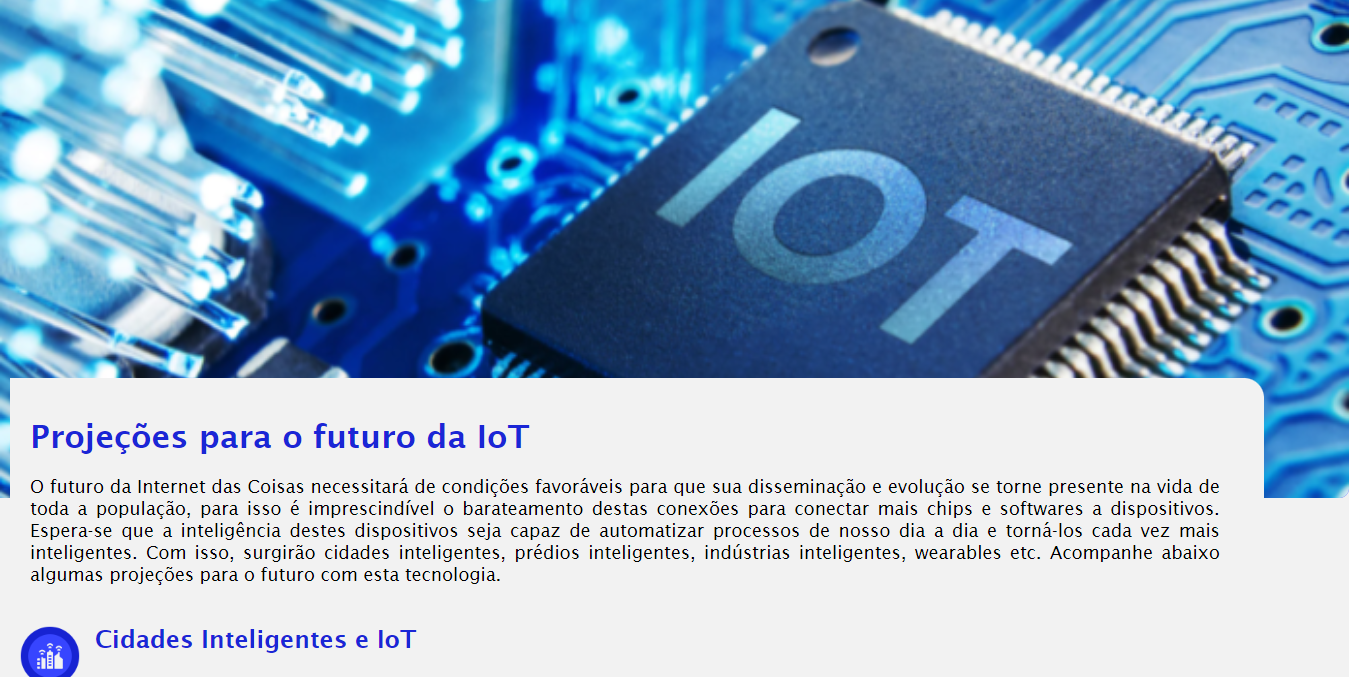 IOT
Projeções para o futuro da IoT
O futuro da Internet das Coisas necessitará de condições favoráveis para que sua disseminação e evolução se torne presente na vida de
toda a população, para isso é imprescindível o barateamento destas conexões para conectar mais chips e softwares a dispositivos.
Espera-se que a inteligência destes dispositivos seja capaz de automatizar processos de nosso dia a dia e torná-los cada vez mais
inteligentes. Com isso, surgirão cidades inteligentes, prédios inteligentes, indústrias inteligentes, wearables etc. Acompanhe abaixo
algumas projeções para o futuro com esta tecnologia.
Cidades Inteligentes e IoT